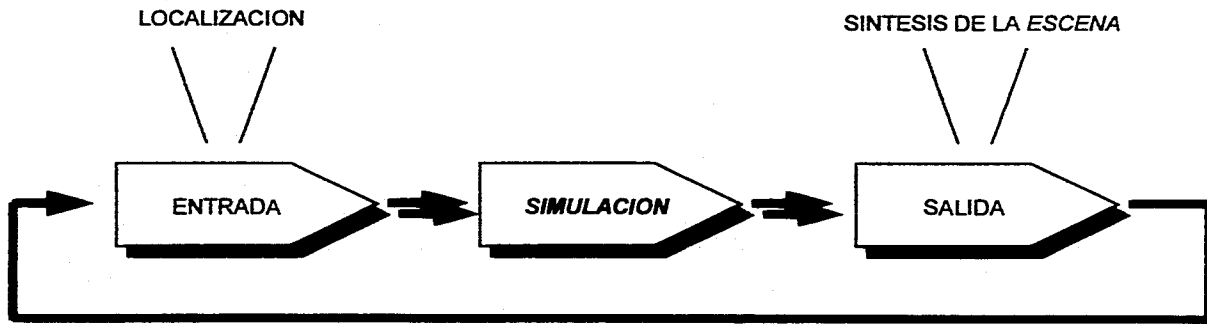 LOCALIZACION
SINTESIS DE LA ESCENA
ENTRADA
SIMULACION
SALIDA